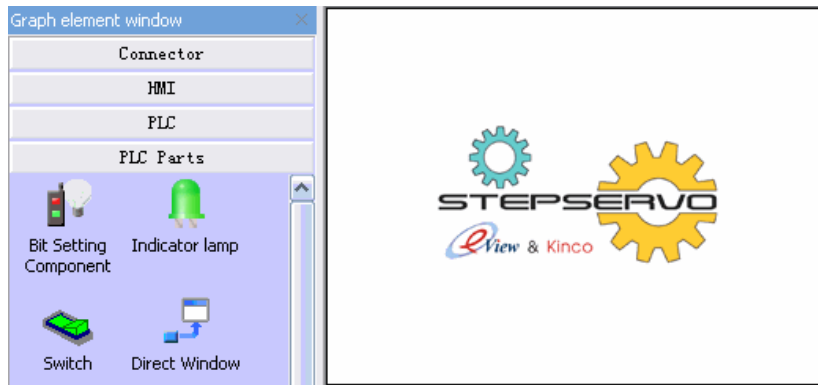 Graph element window
Connector
HMI
PLC
PLC Parts
Bit Setting
Component
Indicator lamp
Switch
Direct Window
STEPSERVO
eView & Kinco